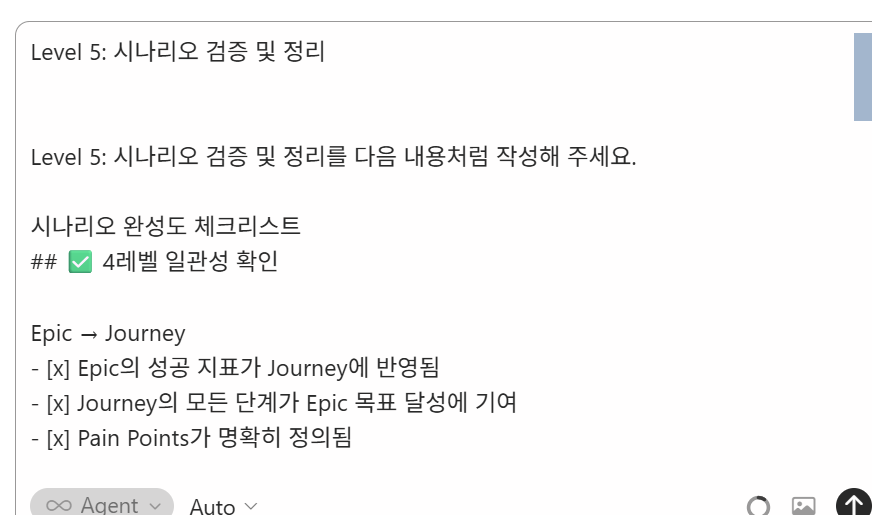 Level 5: 시나리오 검증 및 정리
Level 5: 시나리오 검증 및 정리를 다음 내용처럼 작성해 주세요.
시나리오 완성도 체크리스트
## ✅ 4레벨 일관성 확인
Epic → Journey
- [x] Epic의 성공 지표가 Journey에 반영됨
- [x] Journey의 모든 단계가 Epic 목표 달성에 기여
- [x] Pain Points가 명확히 정의됨
∞ Agent Auto